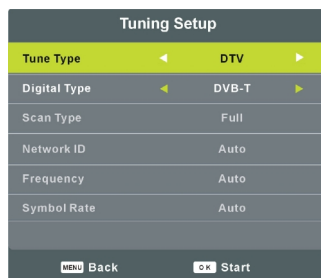 Tuning Setup
Tune Type DTV
Digital Type DVB-T
Scan Type Full
Network ID Auto
Frequency Auto
Symbol Rate Auto
MENU Back OK Start